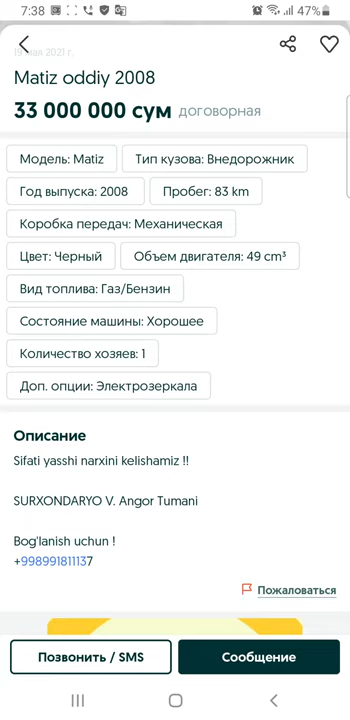 7:38
47%
19 мая 2021 г.
Matiz oddiy 2008
33 000 000 сум договорная
Модель: Matiz
Тип кузова: Внедорожник
Год выпуска: 2008
Пробег: 83 km
Коробка передач: Механическая
Цвет: Черный
Объем двигателя: 49 cm³
Вид топлива: Газ/Бензин
Состояние машины: Хорошее
Количество хозяев: 1
Доп. опции: Электрозеркала
Описание
Sifati yasshi narxini kelishamiz !!
SURXONDARYO V. Angor Tumani
Bog'lanish uchun !
+998991811137
Пожаловаться
Позвонить / SMS
Сообщение